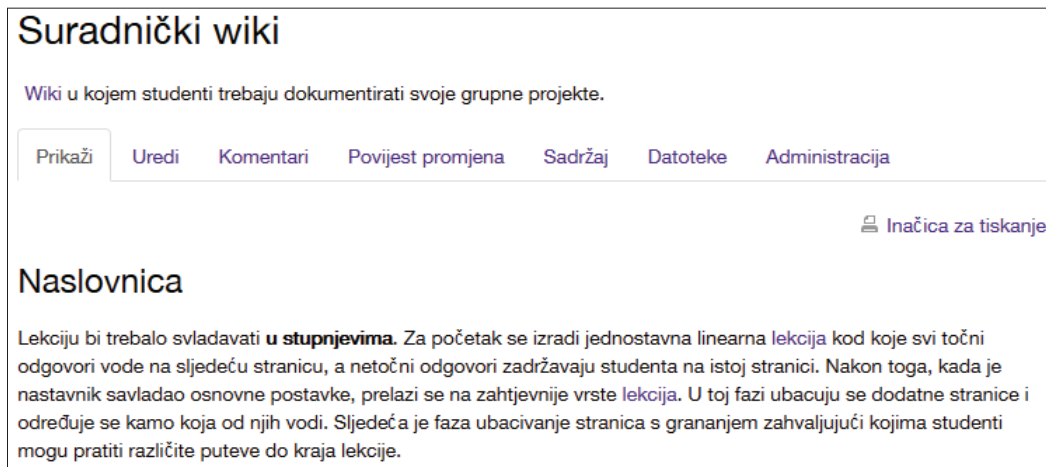 Suradnički wiki
Wiki u kojem studenti trebaju dokumentirati svoje grupne projekte.
Prikaži Uredi Komentari Povijest promjena Sadržaj Datoteke Administracija
Inačica za tiskanje
Naslovnica
Lekciju bi trebalo svladavati u stupnjevima. Za početak se izradi jednostavna linearna lekcija kod koje svi točni
odgovori vode na sljedeću stranicu, a netočni odgovori zadržavaju studenta na istoj stranici. Nakon toga, kada je
nastavnik savladao osnovne postavke, prelazi se na zahtjevnije vrste lekcija. U toj fazi ubacuju se dodatne stranice i
određuje se kamo koja od njih vodi. Sljedeća je faza ubacivanje stranica s grananjem zahvaljujući kojima studenti
mogu pratiti različite puteve do kraja lekcije.